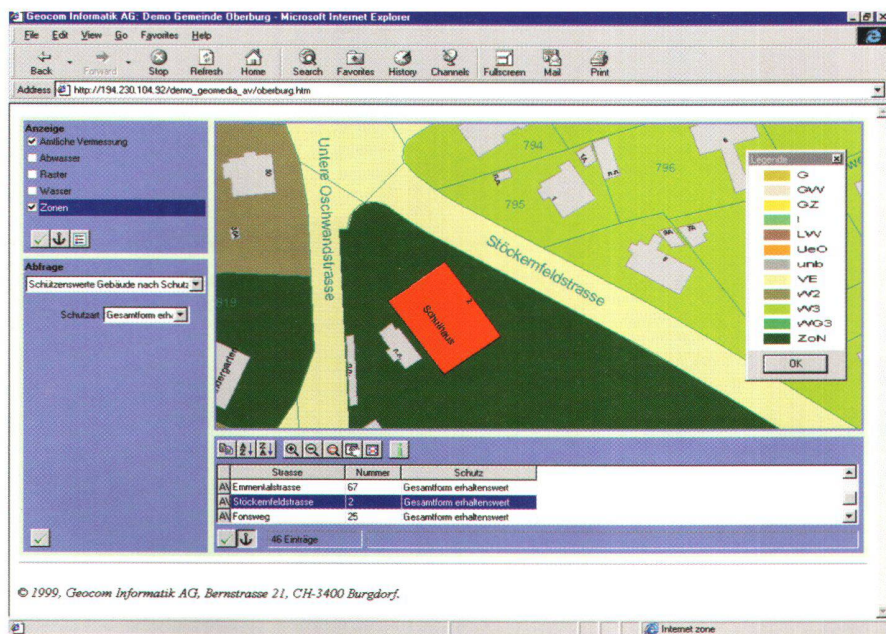 Geocom Informatik AG: Demo Gemeinde Oberburg - Microsoft Internet Explorer
File Edit View Go Favorites Help
Back Forward Stop Refresh Home Search Favorites History Channels Fullscreen Mail Print
Address http://194.230.104.92/demo_geomedia_av/oberburg.htm
Anzeige
Amtliche Vermessung
Abwasser
Raster
Wasser
Zonen
Abfrage
Schützenswerte Gebäude nach Schutz
Schutzart Gesamtform erh
Untere Oschwandstrasse
Stöckernfeldstrasse
794
795
796
819
Schulhaus
2
Legende
G
GW
GZ
I
LW
UeO
unb
VE
W2
W3
WG3
ZoN
OK
Strasse Nummer Schutz
Emmentalstrasse 67 Gesamtform erhaltenswert
Stöckernfeldstrasse 2 Gesamtform erhaltenswert
Fonsweg 25 Gesamtform erhaltenswert
46 Einträge
© 1999, Geocom Informatik AG, Bernstrasse 21, CH-3400 Burgdorf.
Internet zone